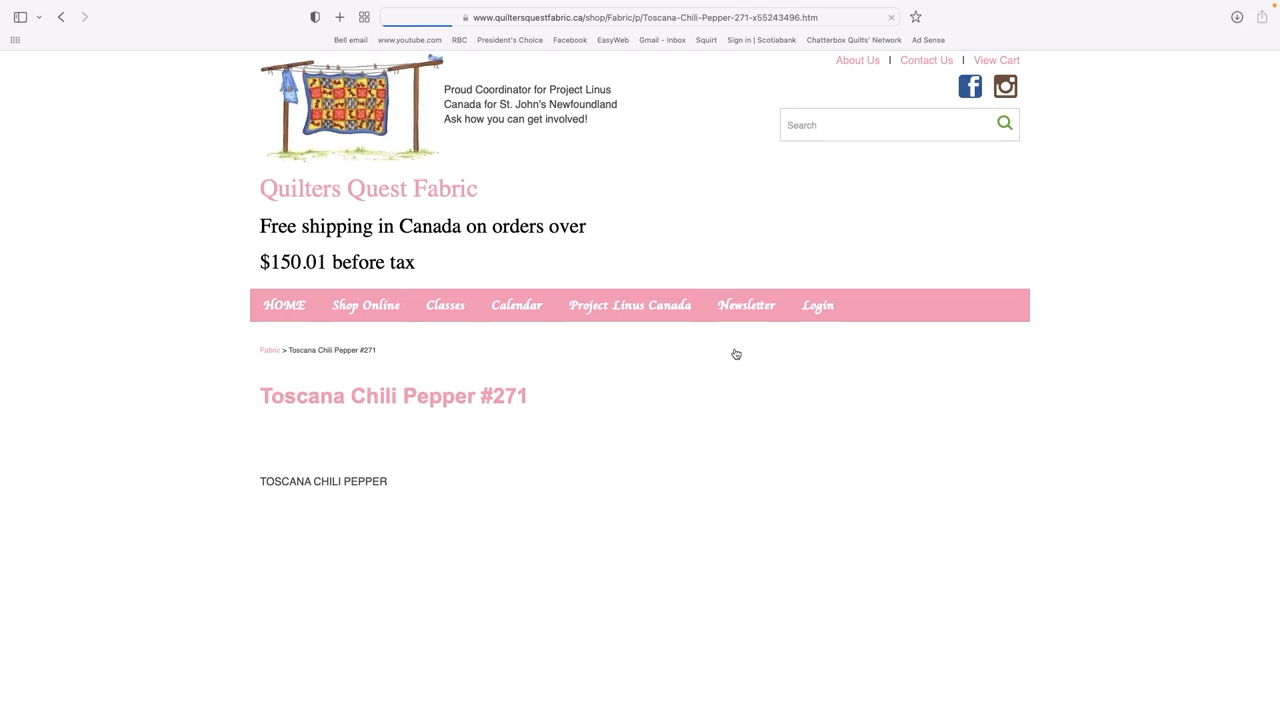 www.quiltersquestfabric.ca/shop/Fabric/p/Toscana-Chili-Pepper-271-x55243496.htm
Bell email www.youtube.com RBC President's Choice Facebook EasyWeb Gmail - Inbox Squirt Sign in | Scotiabank Chatterbox Quilts' Network Ad Sense
About Us | Contact Us | View Cart
Proud Coordinator for Project Linus
Canada for St. John's Newfoundland
Ask how you can get involved!
Search
Quilters Quest Fabric
Free shipping in Canada on orders over
$150.01 before tax
HOME Shop Online Classes Calendar Project Linus Canada Newsletter Login
Fabric > Toscana Chili Pepper #271
Toscana Chili Pepper #271
TOSCANA CHILI PEPPER